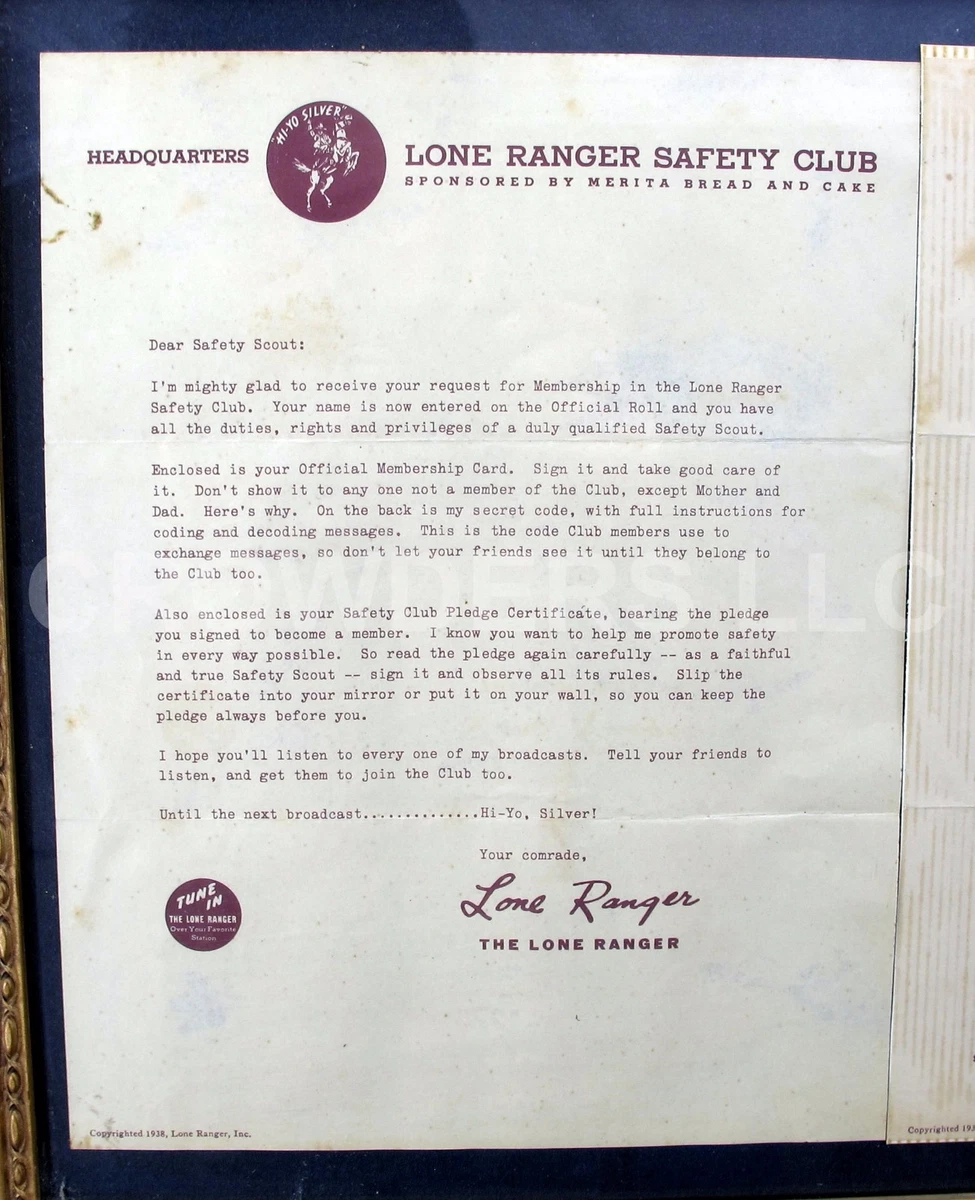 "HI-YO SILVER"
HEADQUARTERS
LONE RANGER SAFETY CLUB
SPONSORED BY MERITA BREAD AND CAKE
Dear Safety Scout:
I'm mighty glad to receive your request for Membership in the Lone Ranger
Safety Club. Your name is now entered on the Official Roll and you have
all the duties, rights and privileges of a duly qualified Safety Scout.
Enclosed is your Official Membership Card. Sign it and take good care of
it. Don't show it to any one not a member of the Club, except Mother and
Dad. Here's why. On the back is my secret code, with full instructions for
coding and decoding messages. This is the code Club members use to
exchange messages, so don't let your friends see it until they belong to
the Club too.
CROWDERS LLC
Also enclosed is your Safety Club Pledge Certificate, bearing the pledge
you signed to become a member. I know you want to help me promote safety
in every way possible. So read the pledge again carefully -- as a faithful
and true Safety Scout -- sign it and observe all its rules. Slip the
certificate into your mirror or put it on your wall, so you can keep the
pledge always before you.
I hope you'll listen to every one of my broadcasts. Tell your friends to
listen, and get them to join the Club too.
Until the next broadcast..............Hi-Yo, Silver!
Your comrade,
Lone Ranger
THE LONE RANGER
TUNE
IN
THE LONE RANGER
Over Your Favorite
Station
Copyrighted 1938, Lone Ranger, Inc.
Copyrighted